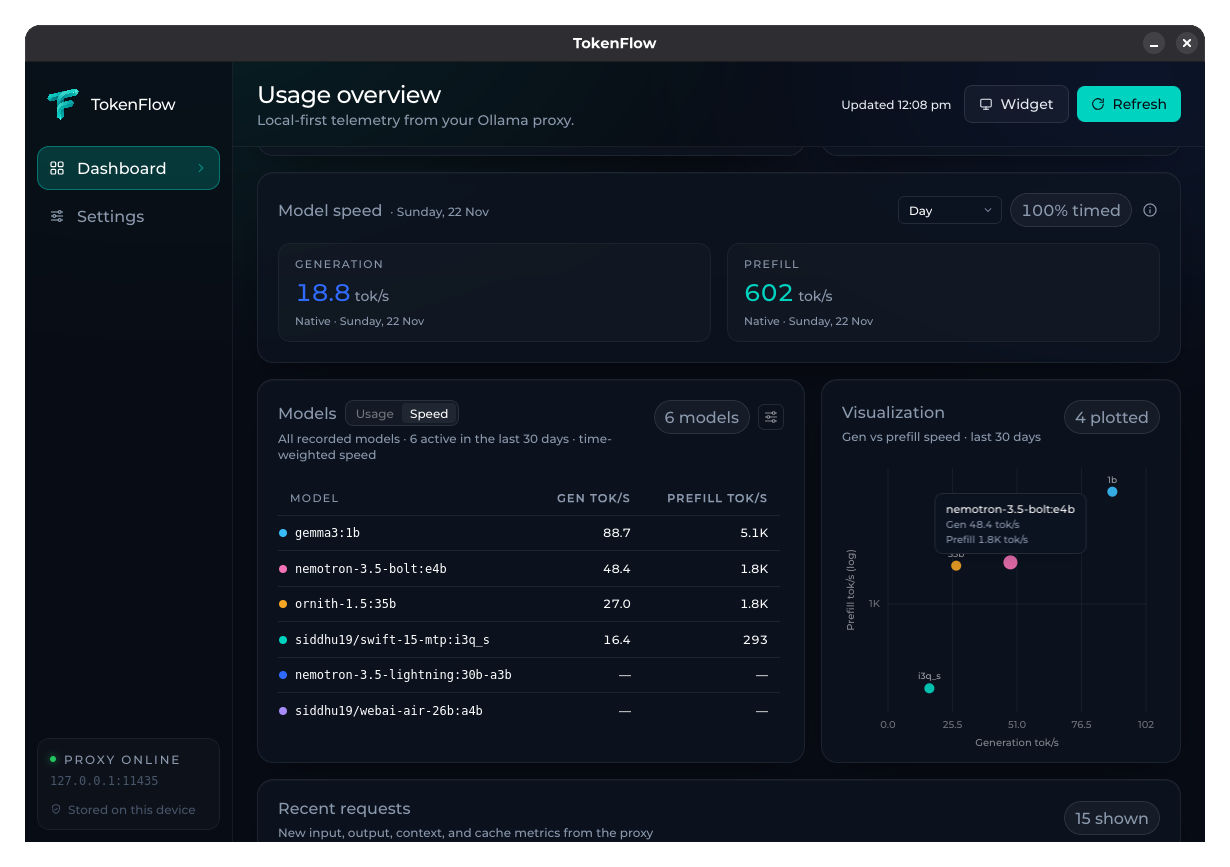 TokenFlow
TokenFlow
Dashboard
Settings
PROXY ONLINE
127.0.0.1:11435
Stored on this device
Usage overview
Local-first telemetry from your Ollama proxy.
Updated 12:08 pm
Widget
Refresh
Model speed · Sunday, 22 Nov
Day
100% timed
GENERATION
18.8 tok/s
Native · Sunday, 22 Nov
PREFILL
602 tok/s
Native · Sunday, 22 Nov
Models
Usage
Speed
6 models
All recorded models · 6 active in the last 30 days · time-
weighted speed
MODEL GEN TOK/S PREFILL TOK/S
gemma3:1b 88.7 5.1K
nemotron-3.5-bolt:e4b 48.4 1.8K
ornith-1.5:35b 27.0 1.8K
siddhu19/swift-15-mtp:i3q_s 16.4 293
nemotron-3.5-lightning:30b-a3b — —
siddhu19/webai-air-26b:a4b — —
Visualization
Gen vs prefill speed · last 30 days
4 plotted
1b
nemotron-3.5-bolt:e4b
Gen 48.4 tok/s
Prefill 1.8K tok/s
Prefill tok/s (log)
1K
i3q_s
0.0 25.5 51.0 76.5 102
Generation tok/s
Recent requests
New input, output, context, and cache metrics from the proxy
15 shown